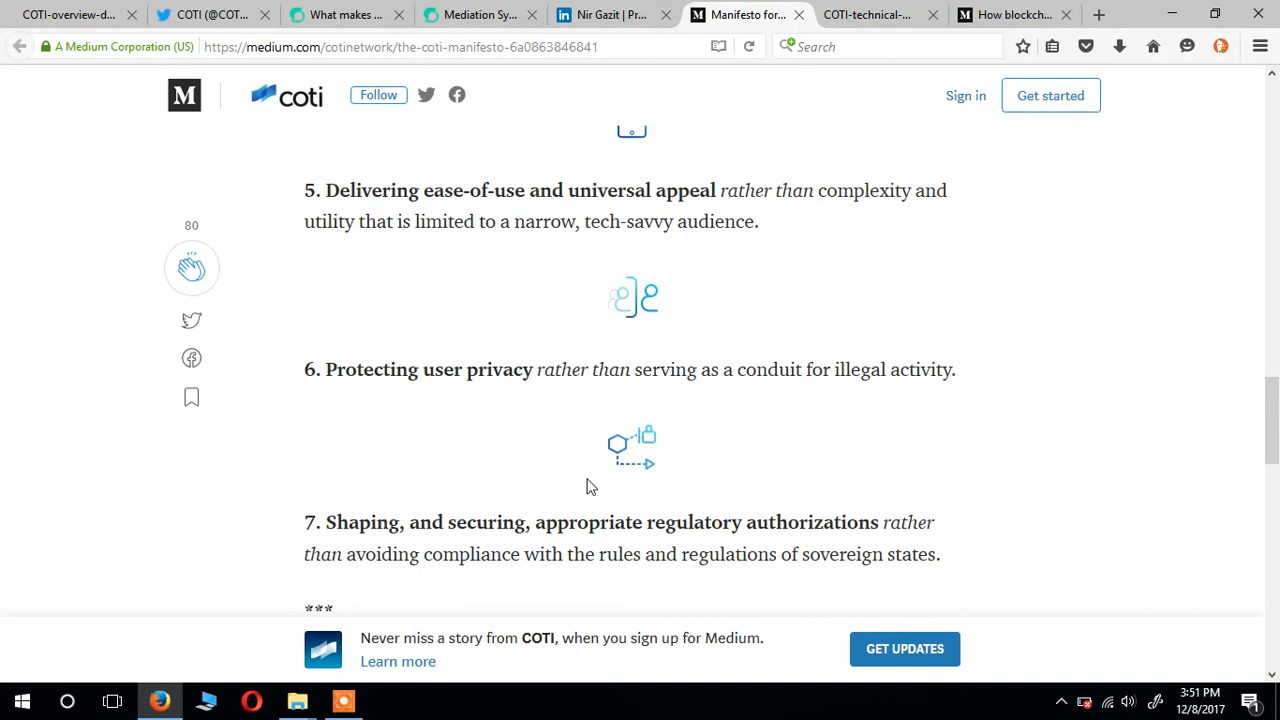 COTI-overview-d...
COTI (@COT...
What makes
Mediation Sy...
Nir Gazit | Pr...
Manifesto for...
COTI-technical-...
How blockch...
A Medium Corporation (US)
https://medium.com/cotinetwork/the-coti-manifesto-6a0863846841
Search
M
coti
Follow
Sign in
Get started
5. Delivering ease-of-use and universal appeal rather than complexity and
utility that is limited to a narrow, tech-savvy audience.
80
6. Protecting user privacy rather than serving as a conduit for illegal activity.
7. Shaping, and securing, appropriate regulatory authorizations rather
than avoiding compliance with the rules and regulations of sovereign states.
***
Never miss a story from COTI, when you sign up for Medium.
Learn more
GET UPDATES
3:51 PM
12/8/2017
1